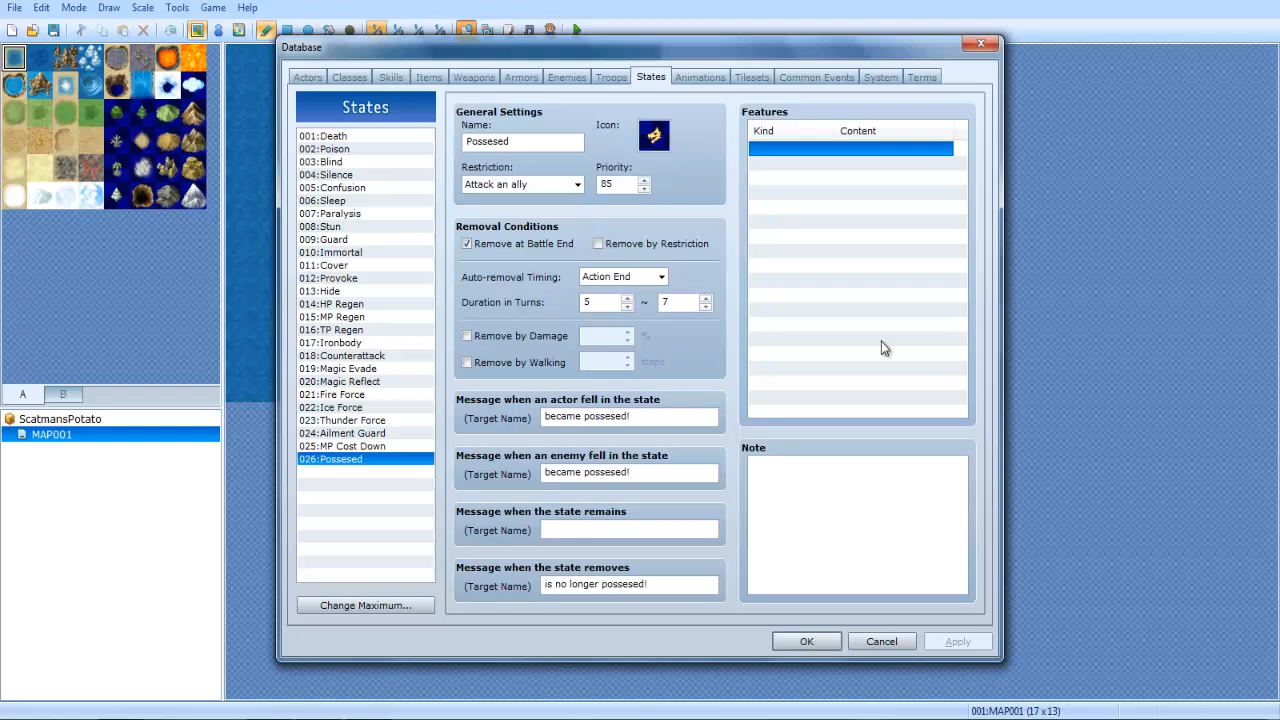 File Edit Mode Draw Scale Tools Game Help
Database
Actors Classes Skills Items Weapons Armors Enemies Troops States Animations Tilesets Common Events System Terms
States
001:Death
002:Poison
003:Blind
004:Silence
005:Confusion
006:Sleep
007:Paralysis
008:Stun
009:Guard
010:Immortal
011:Cover
012:Provoke
013:Hide
014:HP Regen
015:MP Regen
016:TP Regen
017:Ironbody
018:Counterattack
019:Magic Evade
020:Magic Reflect
021:Fire Force
022:Ice Force
023:Thunder Force
024:Ailment Guard
025:MP Cost Down
026:Possesed
Change Maximum...
General Settings
Name: Icon:
Possesed
Restriction: Priority:
Attack an ally 85
Removal Conditions
Remove at Battle End Remove by Restriction
Auto-removal Timing: Action End
Duration in Turns: 5 ~ 7
Remove by Damage %
Remove by Walking steps
Message when an actor fell in the state
(Target Name) became possesed!
Message when an enemy fell in the state
(Target Name) became possesed!
Message when the state remains
(Target Name)
Message when the state removes
(Target Name) is no longer possesed!
Features
Kind Content
Note
OK Cancel Apply
A B
ScatmansPotato
MAP001
001:MAP001 (17 x13)